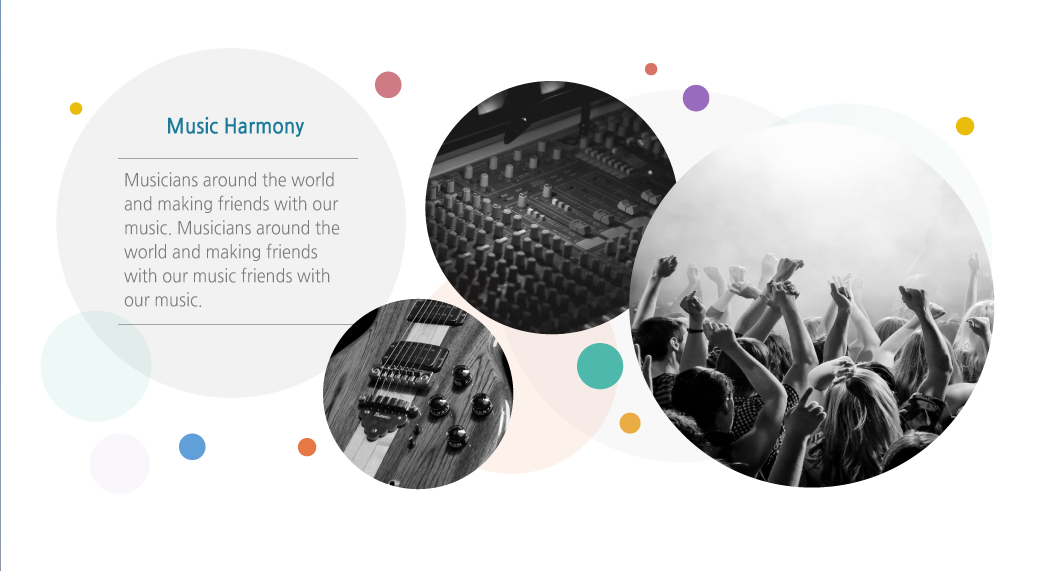 Music Harmony
Musicians around the world
and making friends with our
music. Musicians around the
world and making friends
with our music friends with
our music.